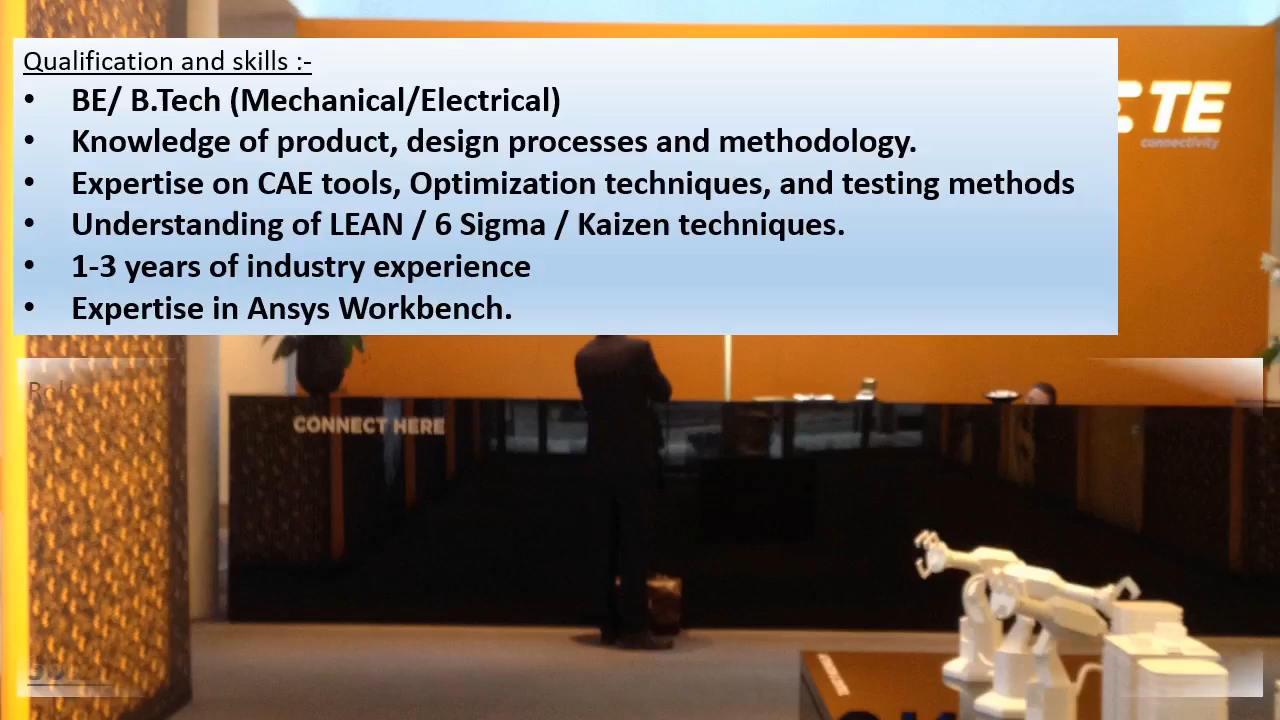 Qualification and skills :-
• BE/ B.Tech (Mechanical/Electrical)
• Knowledge of product, design processes and methodology.
• Expertise on CAE tools, Optimization techniques, and testing methods
• Understanding of LEAN / 6 Sigma / Kaizen techniques.
• 1-3 years of industry experience
• Expertise in Ansys Workbench.
TE
connectivity
CONNECT HERE